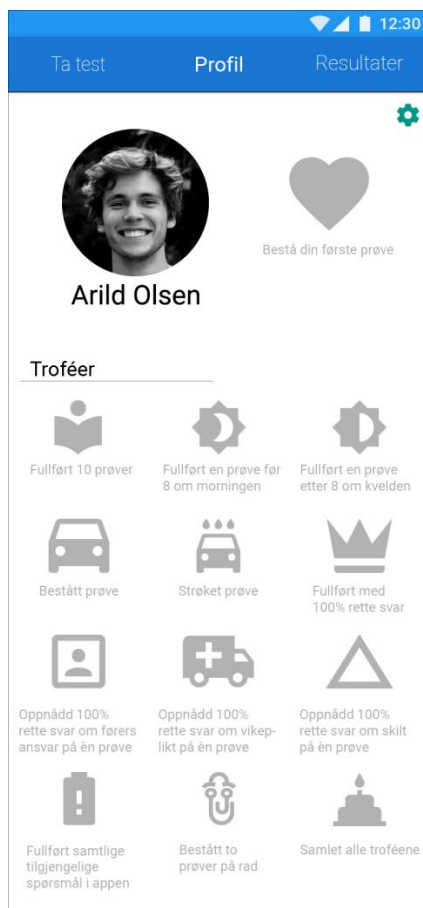 12:30
Ta test
Profil
Resultater
Bestå din første prøve
Arild Olsen
Troféer
Fullført 10 prøver
Fullført en prøve før
8 om morningen
Fullført en prøve
etter 8 om kvelden
Bestått prøve
Strøket prøve
Fullført med
100% rette svar
Oppnådd 100%
rette svar om førers
ansvar på èn prøve
Oppnådd 100%
rette svar om vikep-
likt på èn prøve
Oppnådd 100%
rette svar om skilt
på èn prøve
Fullført samtlige
tilgjengelige
spørsmål i appen
Bestått to
prøver på rad
Samlet alle troféene